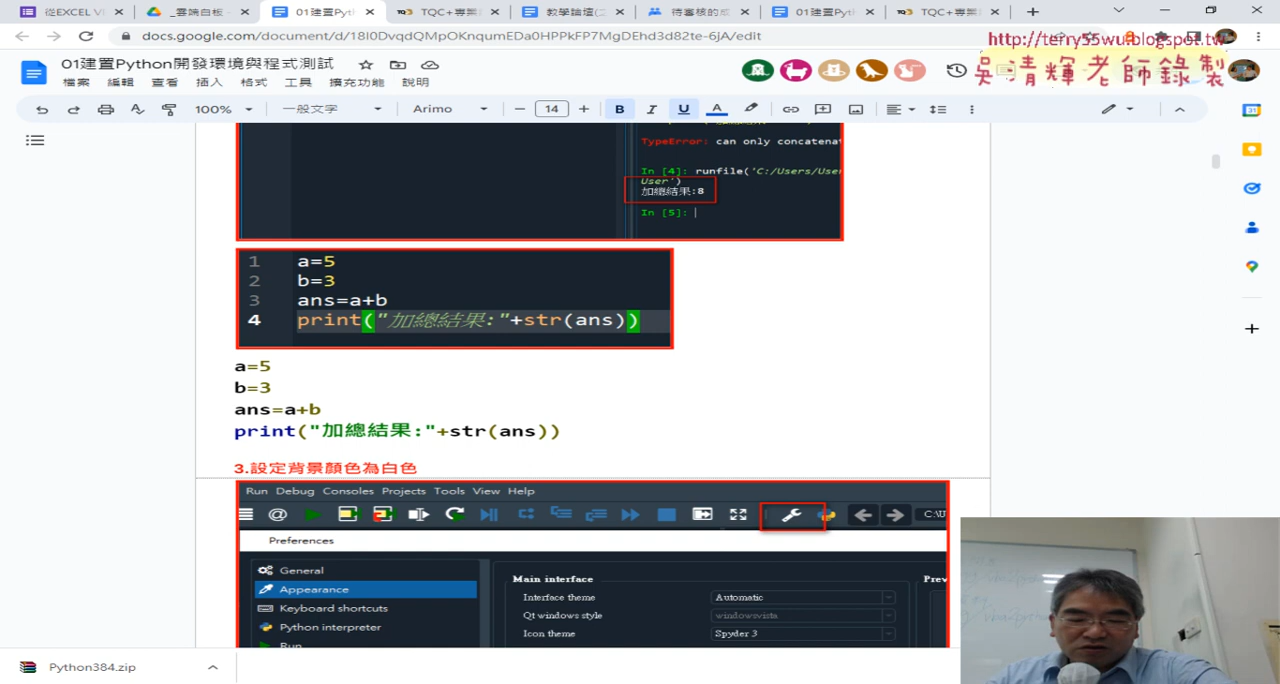 從EXCEL VI
_雲端白板 -
01建置Pyth
TQC+專業
教學論壇(之
待審核的成
01建置Pyth
TQC+專業
docs.google.com/document/d/18I0DvqdQMpOKnqumEDa0HPPkFP7MgDEhd3d82te-6jA/edit
http://terry55wu.blogspot.tw
吳清輝老師錄製
01建置Python開發環境與程式測試
檔案 編輯 查看 插入 格式 工具 擴充功能 說明
100% 一般文字 Arimo 14 B I U A
TypeError: can only concatenat
In [4]: runfile('C:/Users/Use
User')
加總結果:8
In [5]:
1 a=5
2 b=3
3 ans=a+b
4 print("加總結果:"+str(ans))
a=5
b=3
ans=a+b
print("加總結果:"+str(ans))
3.設定背景顏色為白色
Run Debug Consoles Projects Tools View Help
C:\U
Preferences
General
Appearance
Keyboard shortcuts
Python interpreter
Run
Main interface
Interface theme Automatic
Qt windows style windowsvista
Icon theme Spyder 3
Prev
Python384.zip